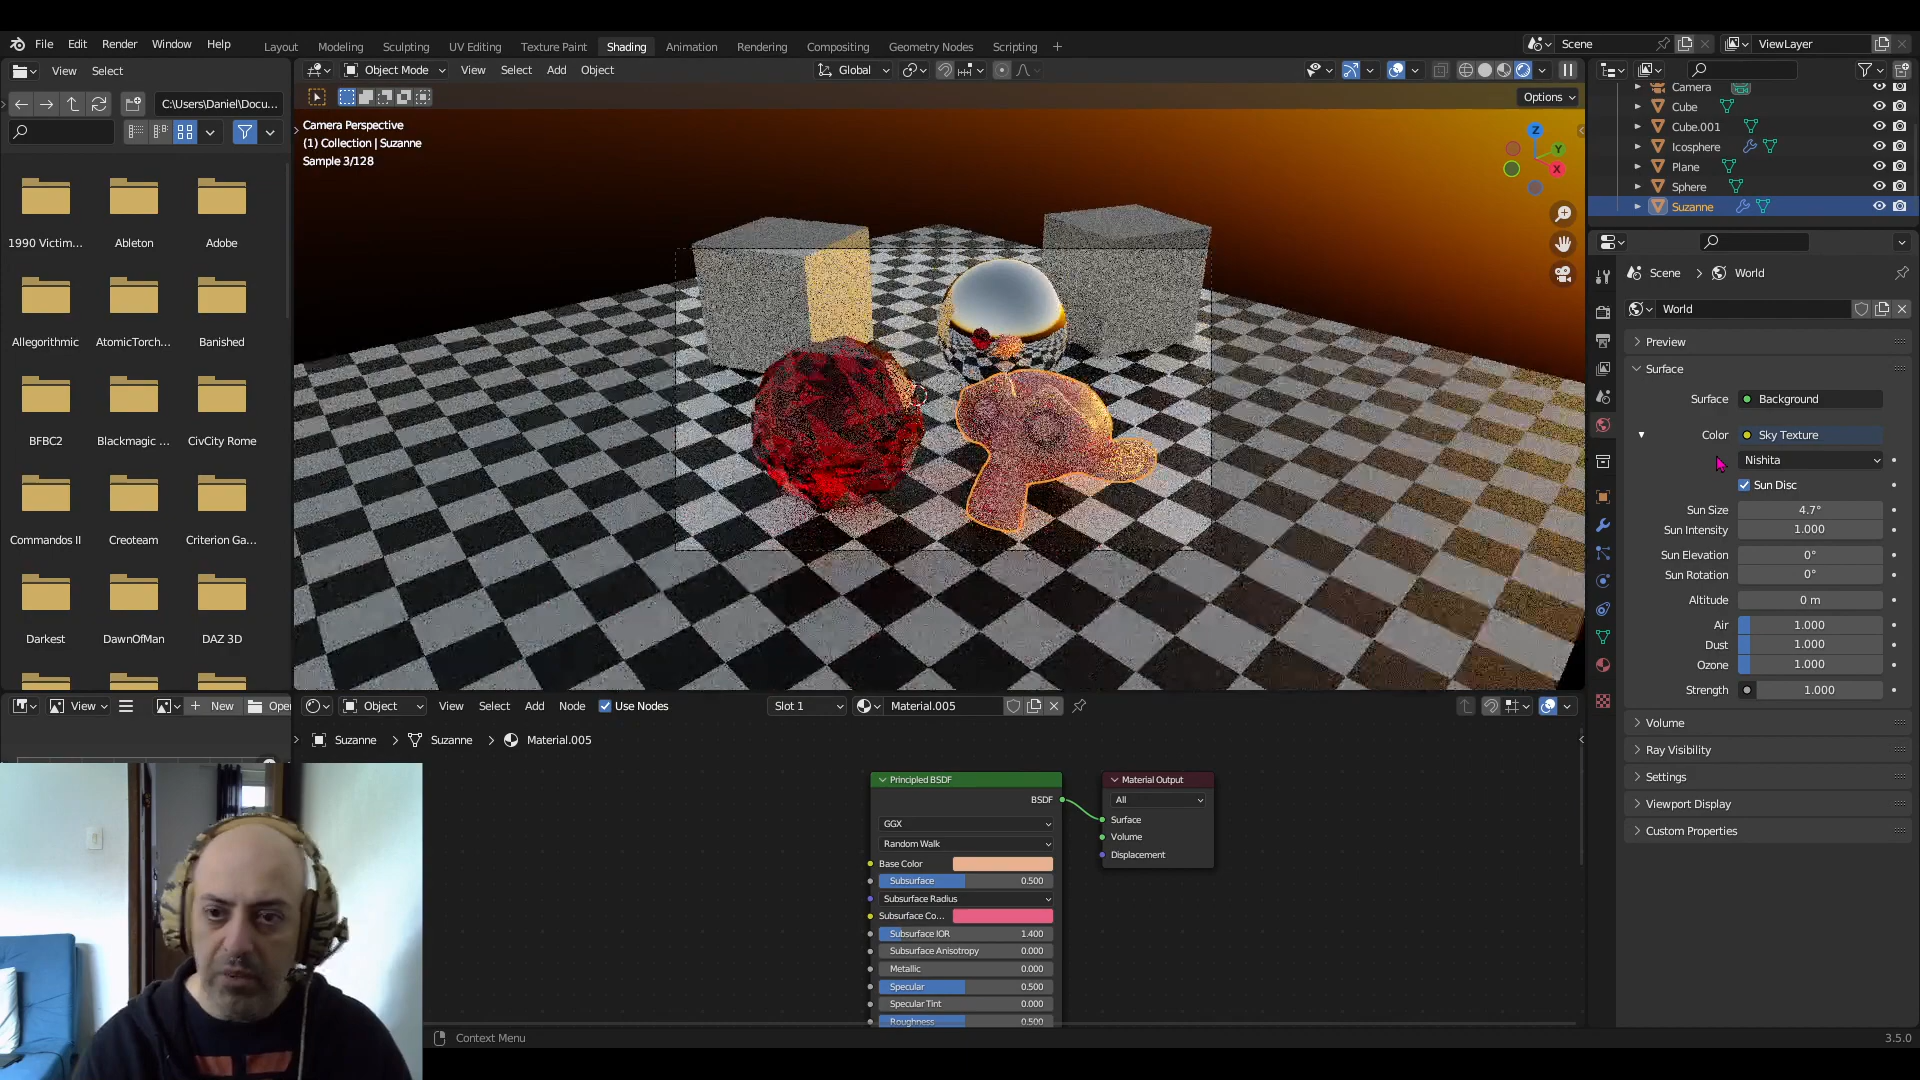 File Edit Render Window Help
Layout Modeling Sculpting UV Editing Texture Paint Shading Animation Rendering Compositing Geometry Nodes Scripting +
Scene
ViewLayer
View Select
Object Mode View Select Add Object
Global
C:\Users\Daniel\Docu...
Options
Camera Perspective
(1) Collection | Suzanne
Sample 3/128
Z
Y
X
1990 Victim... Ableton Adobe
Allegorithmic AtomicTorch... Banished
BFBC2 Blackmagic ... CivCity Rome
Commandos II Creoteam Criterion Ga...
Darkest DawnOfMan DAZ 3D
Camera
Cube
Cube.001
Icosphere
Plane
Sphere
Suzanne
Scene > World
World
Preview
Surface
Surface Background
Color Sky Texture
Nishita
Sun Disc
Sun Size 4.7°
Sun Intensity 1.000
Sun Elevation 0°
Sun Rotation 0°
Altitude 0 m
Air 1.000
Dust 1.000
Ozone 1.000
Strength 1.000
Volume
Ray Visibility
Settings
Viewport Display
Custom Properties
View New Open
Object View Select Add Node Use Nodes Slot 1 Material.005
Suzanne > Suzanne > Material.005
Principled BSDF
BSDF
GGX
Random Walk
Base Color
Subsurface 0.500
Subsurface Radius
Subsurface Co...
Subsurface IOR 1.400
Subsurface Anisotropy 0.000
Metallic 0.000
Specular 0.500
Specular Tint 0.000
Roughness 0.500
Material Output
All
Surface
Volume
Displacement
Context Menu
3.5.0